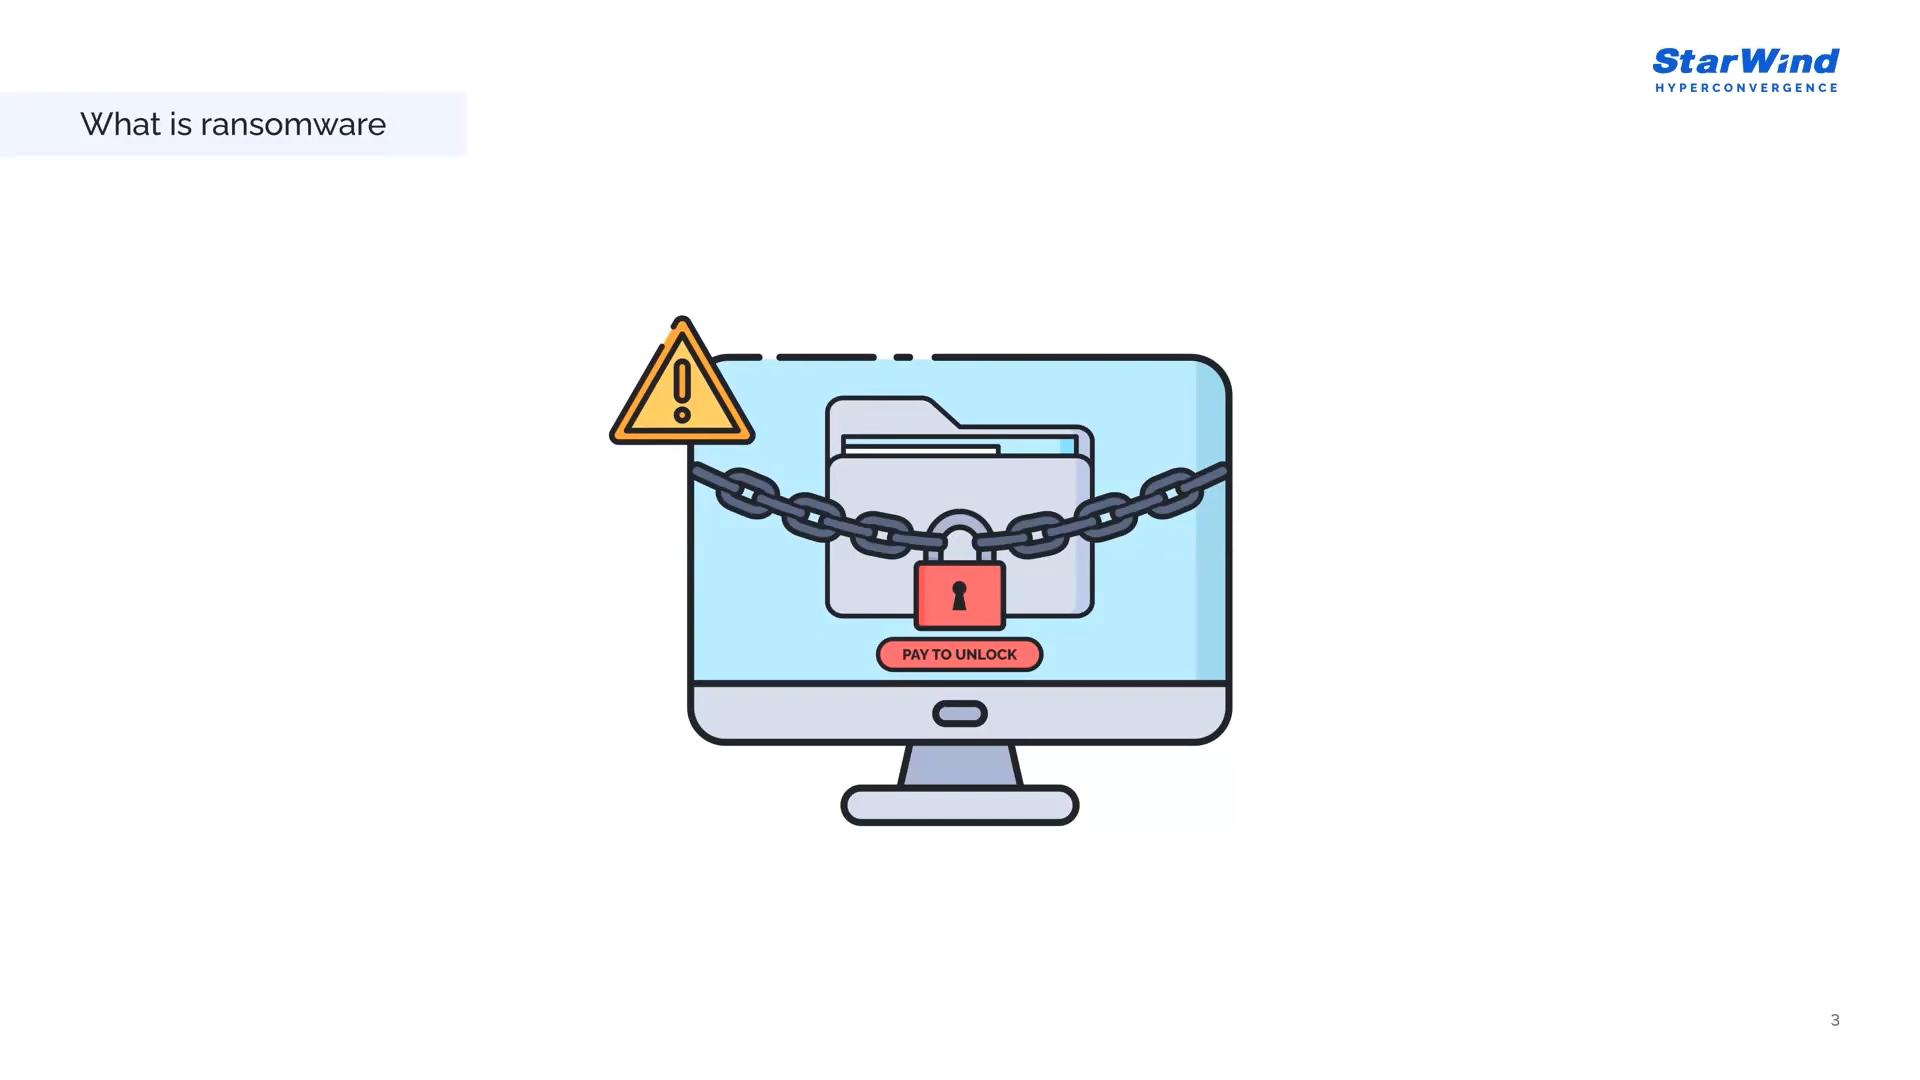 StarWind
HYPERCONVERGENCE
What is ransomware
PAY TO UNLOCK
3